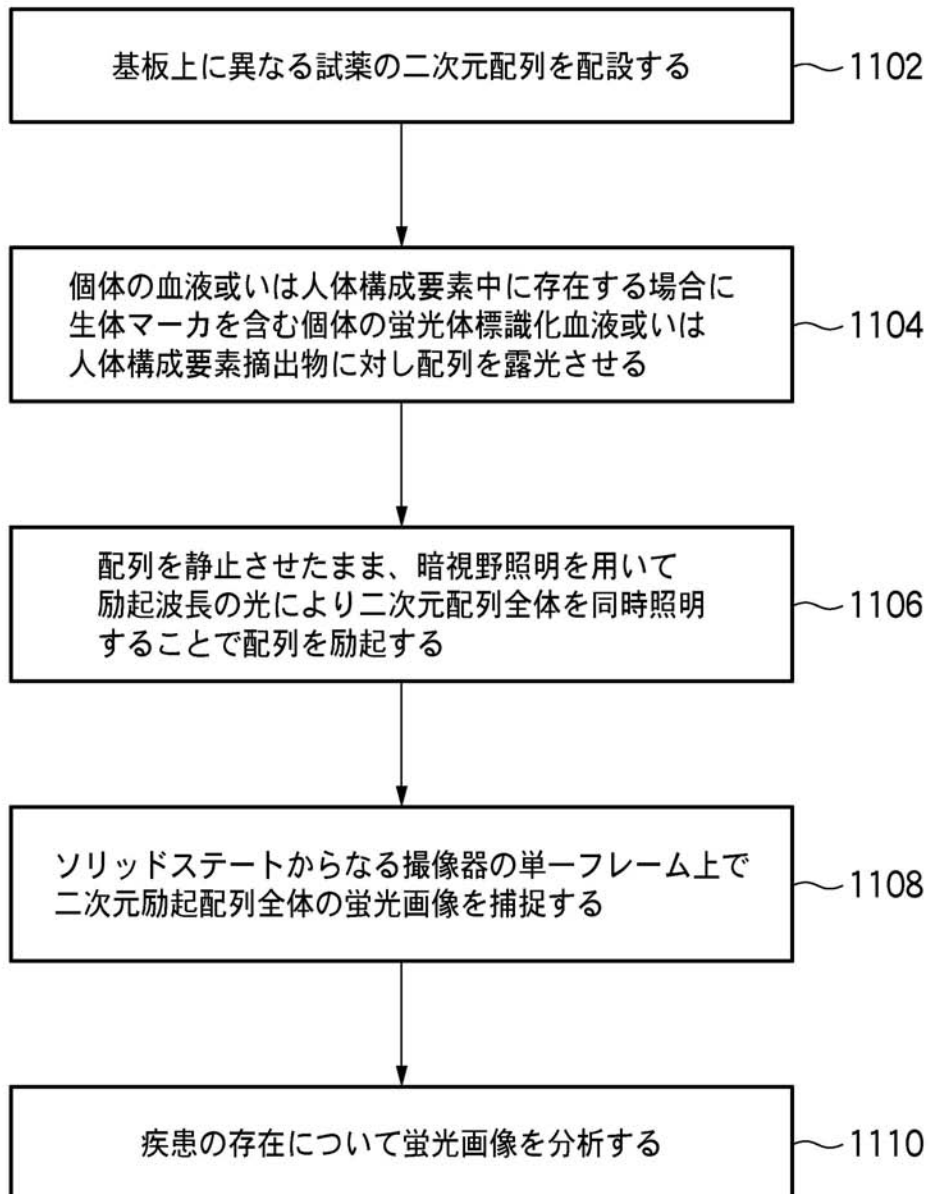 基板上に異なる試薬の二次元配列を配設する
1102
個体の血液或いは人体構成要素中に存在する場合に
生体マーカを含む個体の蛍光体標識化血液或いは
人体構成要素摘出物に対し配列を露光させる
1104
配列を静止させたまま、暗視野照明を用いて
励起波長の光により二次元配列全体を同時照明
することで配列を励起する
1106
ソリッドステートからなる撮像器の単一フレーム上で
二次元励起配列全体の蛍光画像を捕捉する
1108
疾患の存在について蛍光画像を分析する
1110